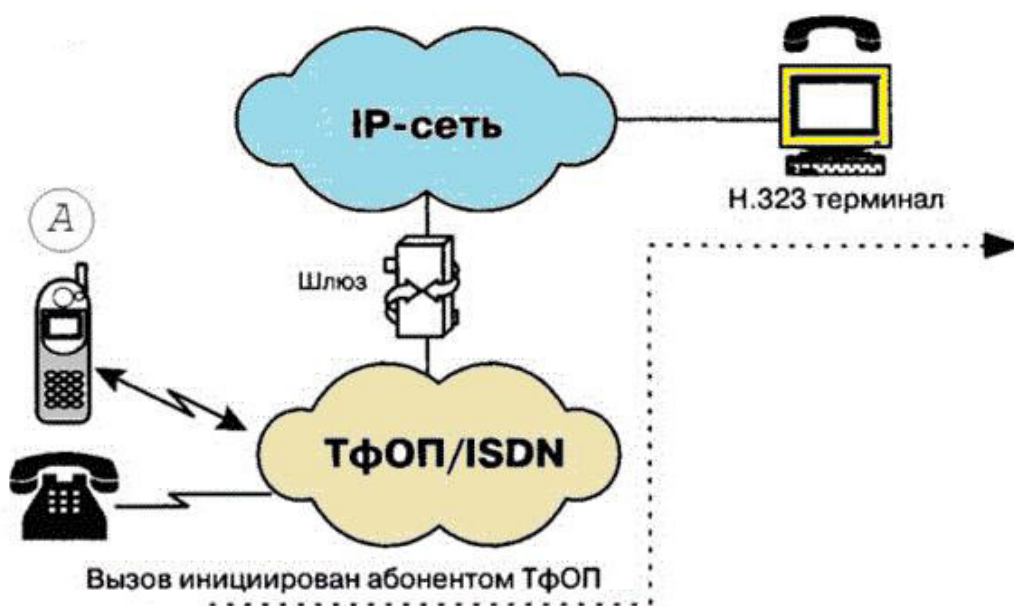 IP-сеть
Н.323 терминал
A
Шлюз
ТфОП/ISDN
Вызов инициирован абонентом ТфОП